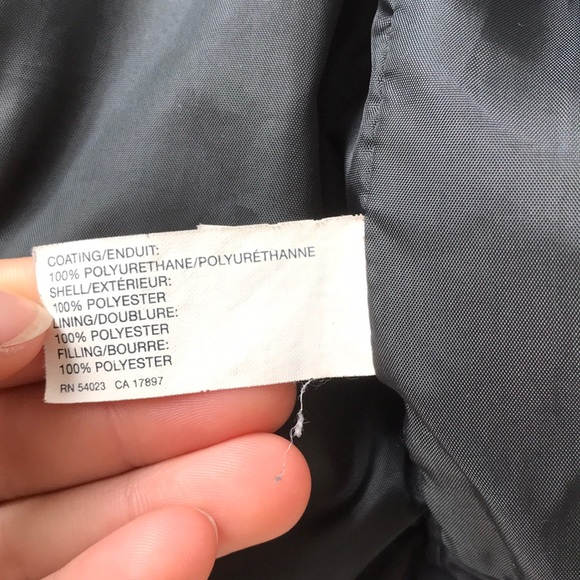 COATING/ENDUIT:
100% POLYURETHANE/POLYURÉTHANNE
SHELL/EXTÉRIEUR:
100% POLYESTER
LINING/DOUBLURE:
100% POLYESTER
FILLING/BOURRE:
100% POLYESTER
RN 54023 CA 17897